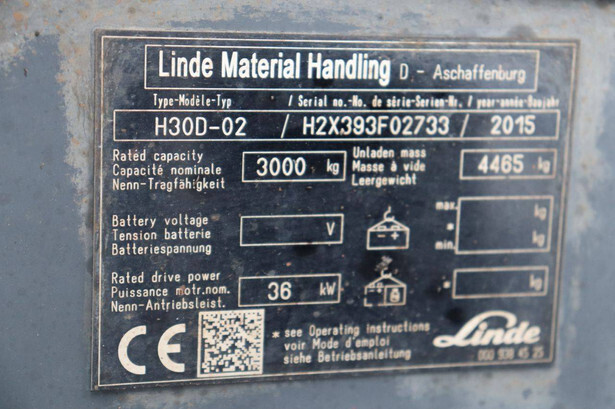 Linde Material Handling D - Aschaffenburg
Type-Modèle-Typ / Serial no.-No. de série-Serien-Nr. / year-année-Baujahr
H30D-02 / H2X393F02733 / 2015
Rated capacity
Capacité nominale
Nenn-Tragfähigkeit
3000 kg
Unladen mass
Masse à vide
Leergewicht
4465 kg
Battery voltage
Tension batterie
Batteriespannung
V
max.
*
min.
kg
kg
Rated drive power
Puissance motr.nom.
Nenn-Antriebsleist.
36 kW
*
kg
CE
* see Operating Instructions
voir Mode d'emploi
siehe Betriebsanleitung
Linde
000 938 45 25